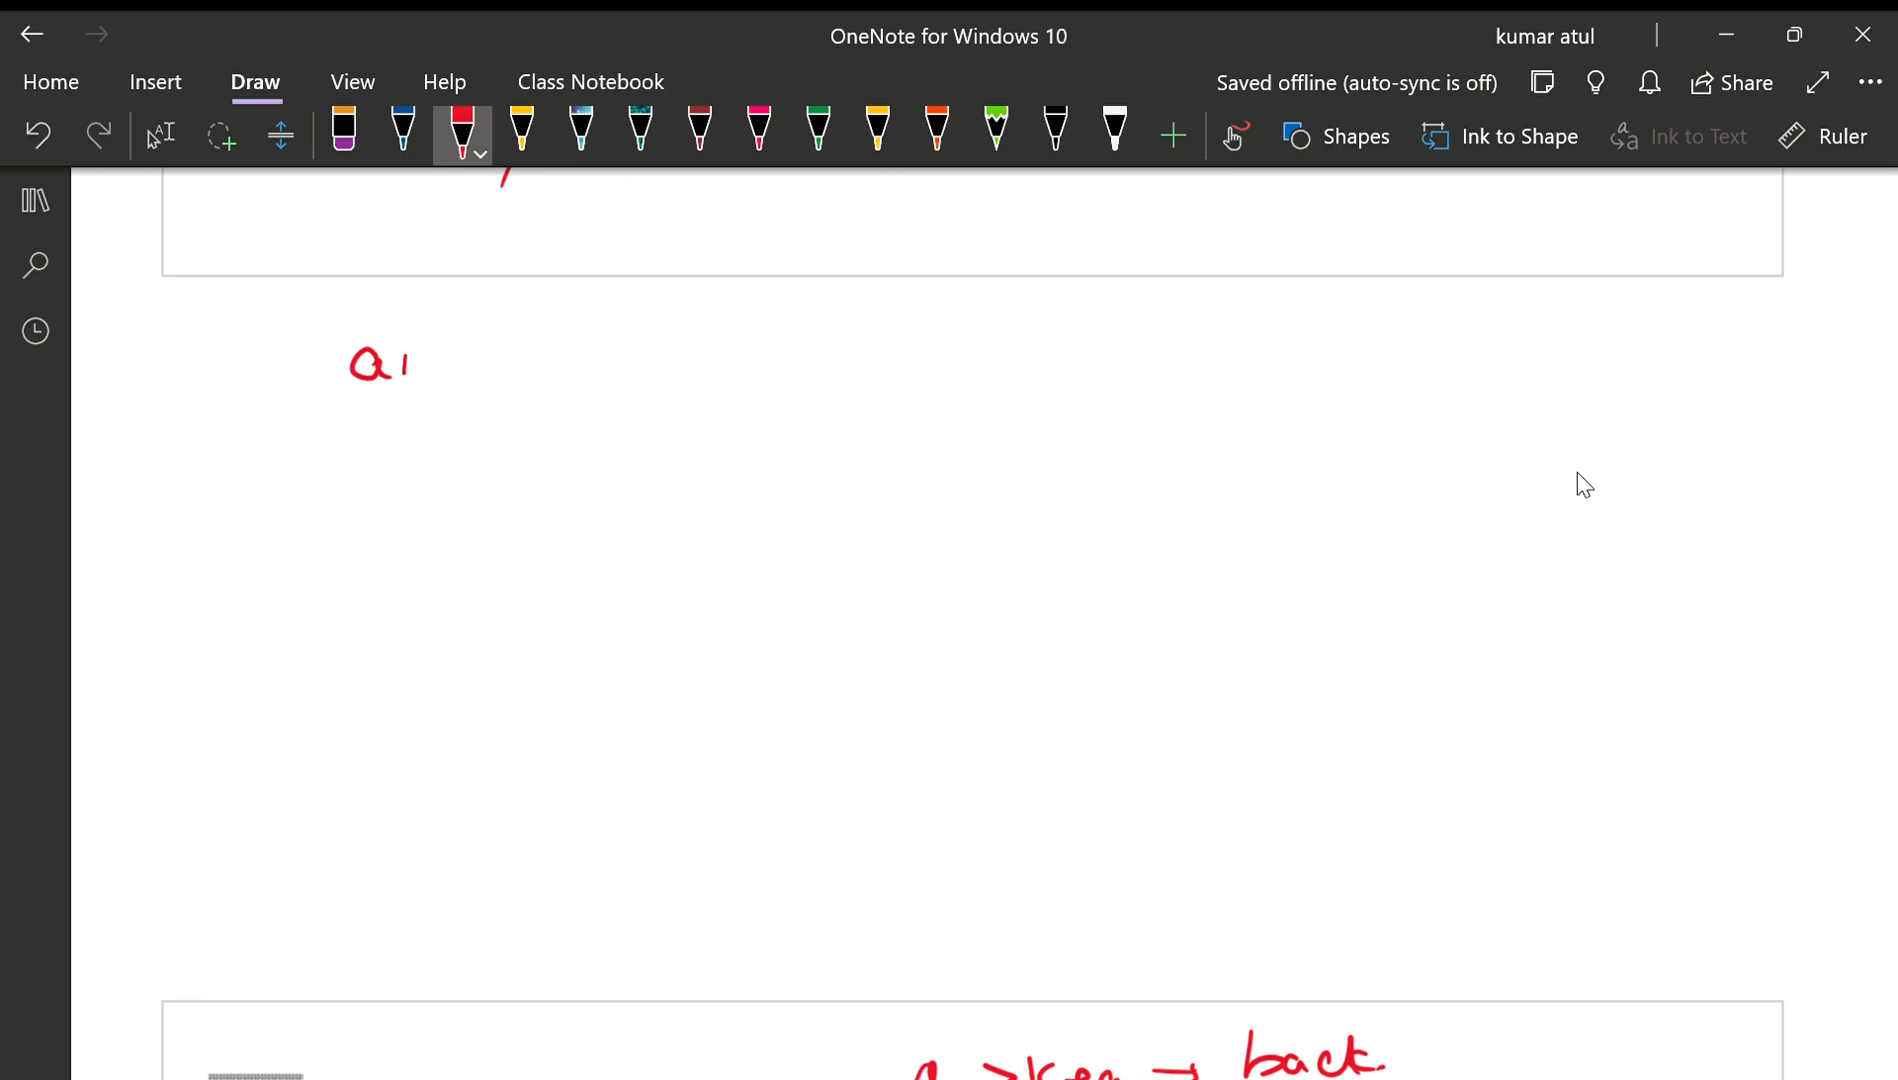 OneNote for Windows 10
kumar atul
Home Insert Draw View Help Class Notebook
Saved offline (auto-sync is off)
Share
Shapes Ink to Shape Ink to Text Ruler
back.